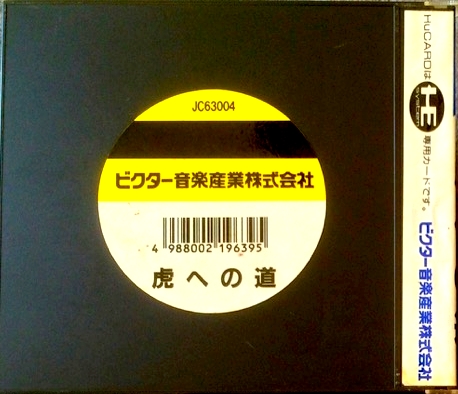 JC63004
ビクター音楽産業株式会社
4 988002 196395
虎への道
HuCARDは HE SYSTEM 専用カードです。 ビクター音楽産業株式会社